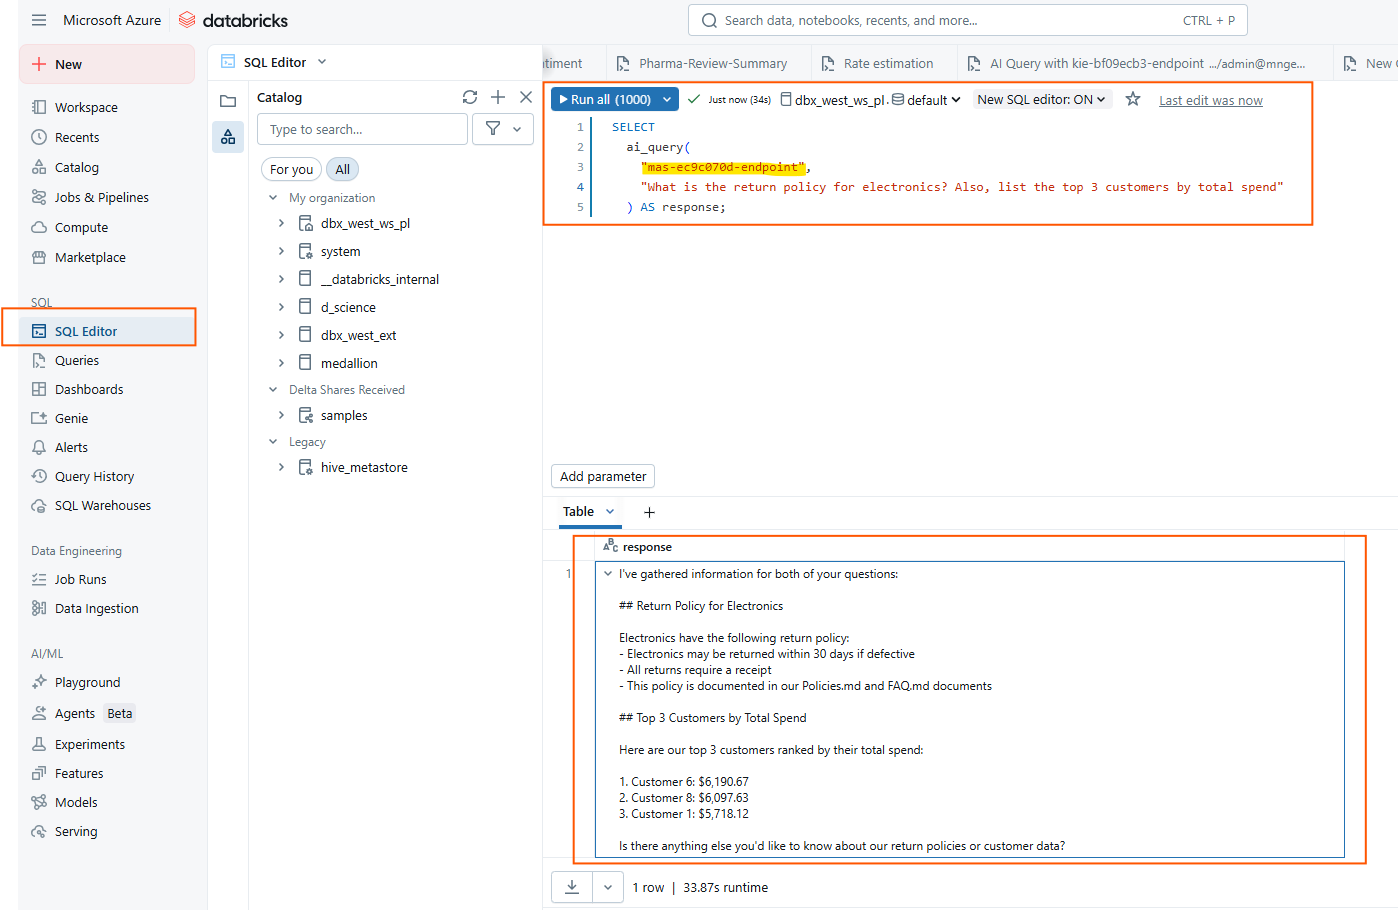 Microsoft Azure
databricks
Search data, notebooks, recents, and more...
CTRL + P
New
Workspace
Recents
Catalog
Jobs & Pipelines
Compute
Marketplace
SQL
SQL Editor
Queries
Dashboards
Genie
Alerts
Query History
SQL Warehouses
Data Engineering
Job Runs
Data Ingestion
AI/ML
Playground
Agents Beta
Experiments
Features
Models
Serving
SQL Editor
Catalog
Type to search...
For you
All
My organization
dbx_west_ws_pl
system
__databricks_internal
d_science
dbx_west_ext
medallion
Delta Shares Received
samples
Legacy
hive_metastore
timent
Pharma-Review-Summary
Rate estimation
AI Query with kie-bf09ecb3-endpoint .../admin@mnge...
New
Run all (1000)
Just now (34s)
dbx_west_ws_pl.
default
New SQL editor: ON
Last edit was now
1 SELECT
2 ai_query(
3 "mas-ec9c070d-endpoint",
4 "What is the return policy for electronics? Also, list the top 3 customers by total spend"
5 ) AS response;
Add parameter
Table
ABC response
1 I've gathered information for both of your questions:
## Return Policy for Electronics
Electronics have the following return policy:
- Electronics may be returned within 30 days if defective
- All returns require a receipt
- This policy is documented in our Policies.md and FAQ.md documents
## Top 3 Customers by Total Spend
Here are our top 3 customers ranked by their total spend:
1. Customer 6: $6,190.67
2. Customer 8: $6,097.63
3. Customer 1: $5,718.12
Is there anything else you'd like to know about our return policies or customer data?
1 row | 33.87s runtime